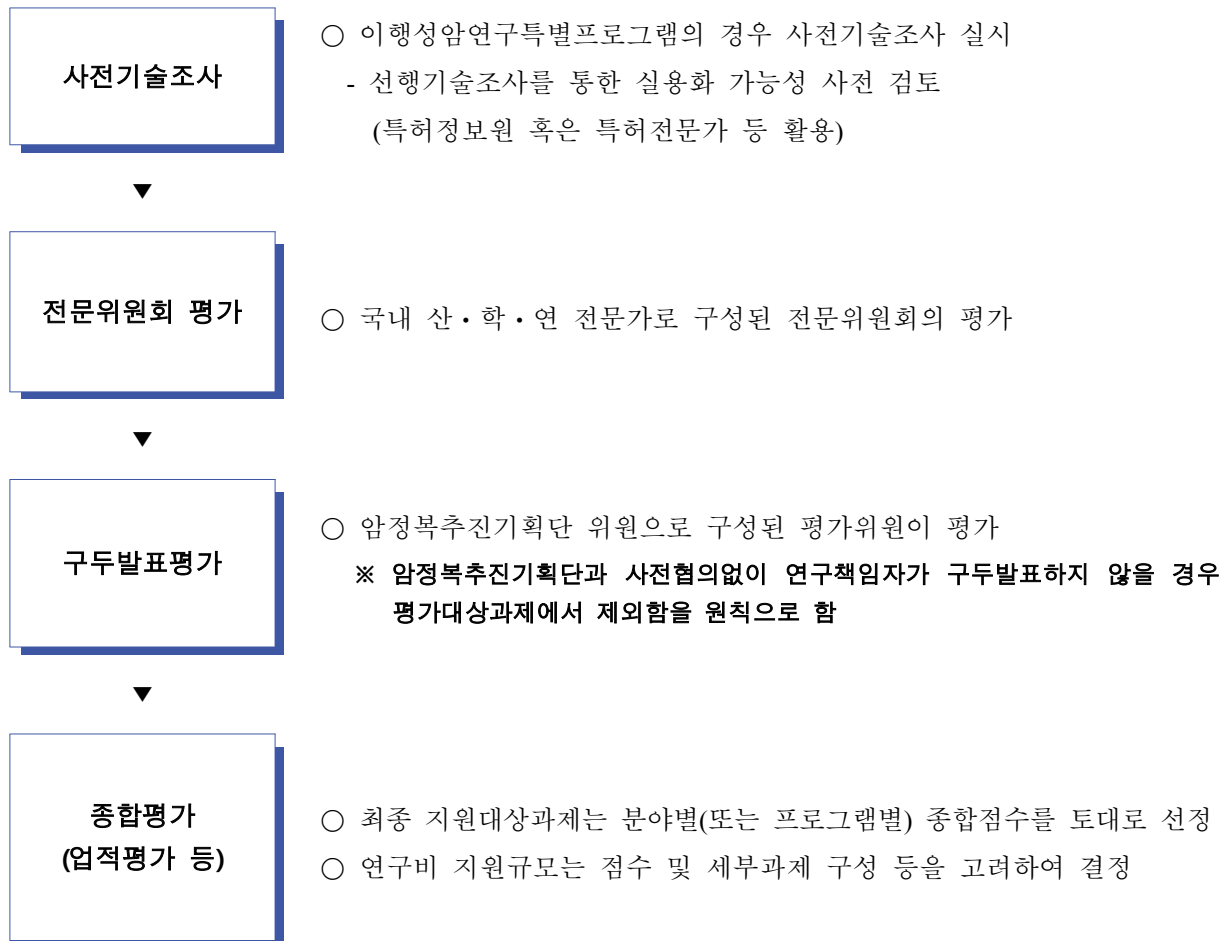 사전기술조사
○ 이행성암연구특별프로그램의 경우 사전기술조사 실시
- 선행기술조사를 통한 실용화 가능성 사전 검토
(특허정보원 혹은 특허전문가 등 활용)
▼
전문위원회 평가
○ 국내 산・학・연 전문가로 구성된 전문위원회의 평가
▼
구두발표평가
○ 암정복추진기획단 위원으로 구성된 평가위원이 평가
※ 암정복추진기획단과 사전협의없이 연구책임자가 구두발표하지 않을 경우
평가대상과제에서 제외함을 원칙으로 함
▼
종합평가
(업적평가 등)
○ 최종 지원대상과제는 분야별(또는 프로그램별) 종합점수를 토대로 선정
○ 연구비 지원규모는 점수 및 세부과제 구성 등을 고려하여 결정